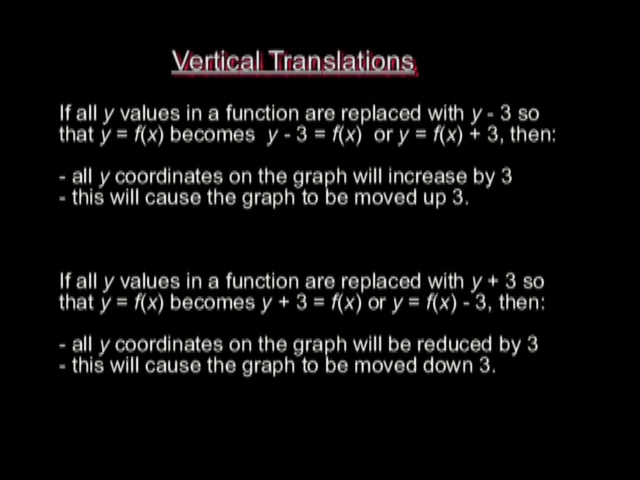 Vertical Translations
If all y values in a function are replaced with y - 3 so
that y = f(x) becomes y - 3 = f(x) or y = f(x) + 3, then:
- all y coordinates on the graph will increase by 3
- this will cause the graph to be moved up 3.
If all y values in a function are replaced with y + 3 so
that y = f(x) becomes y + 3 = f(x) or y = f(x) - 3, then:
- all y coordinates on the graph will be reduced by 3
- this will cause the graph to be moved down 3.